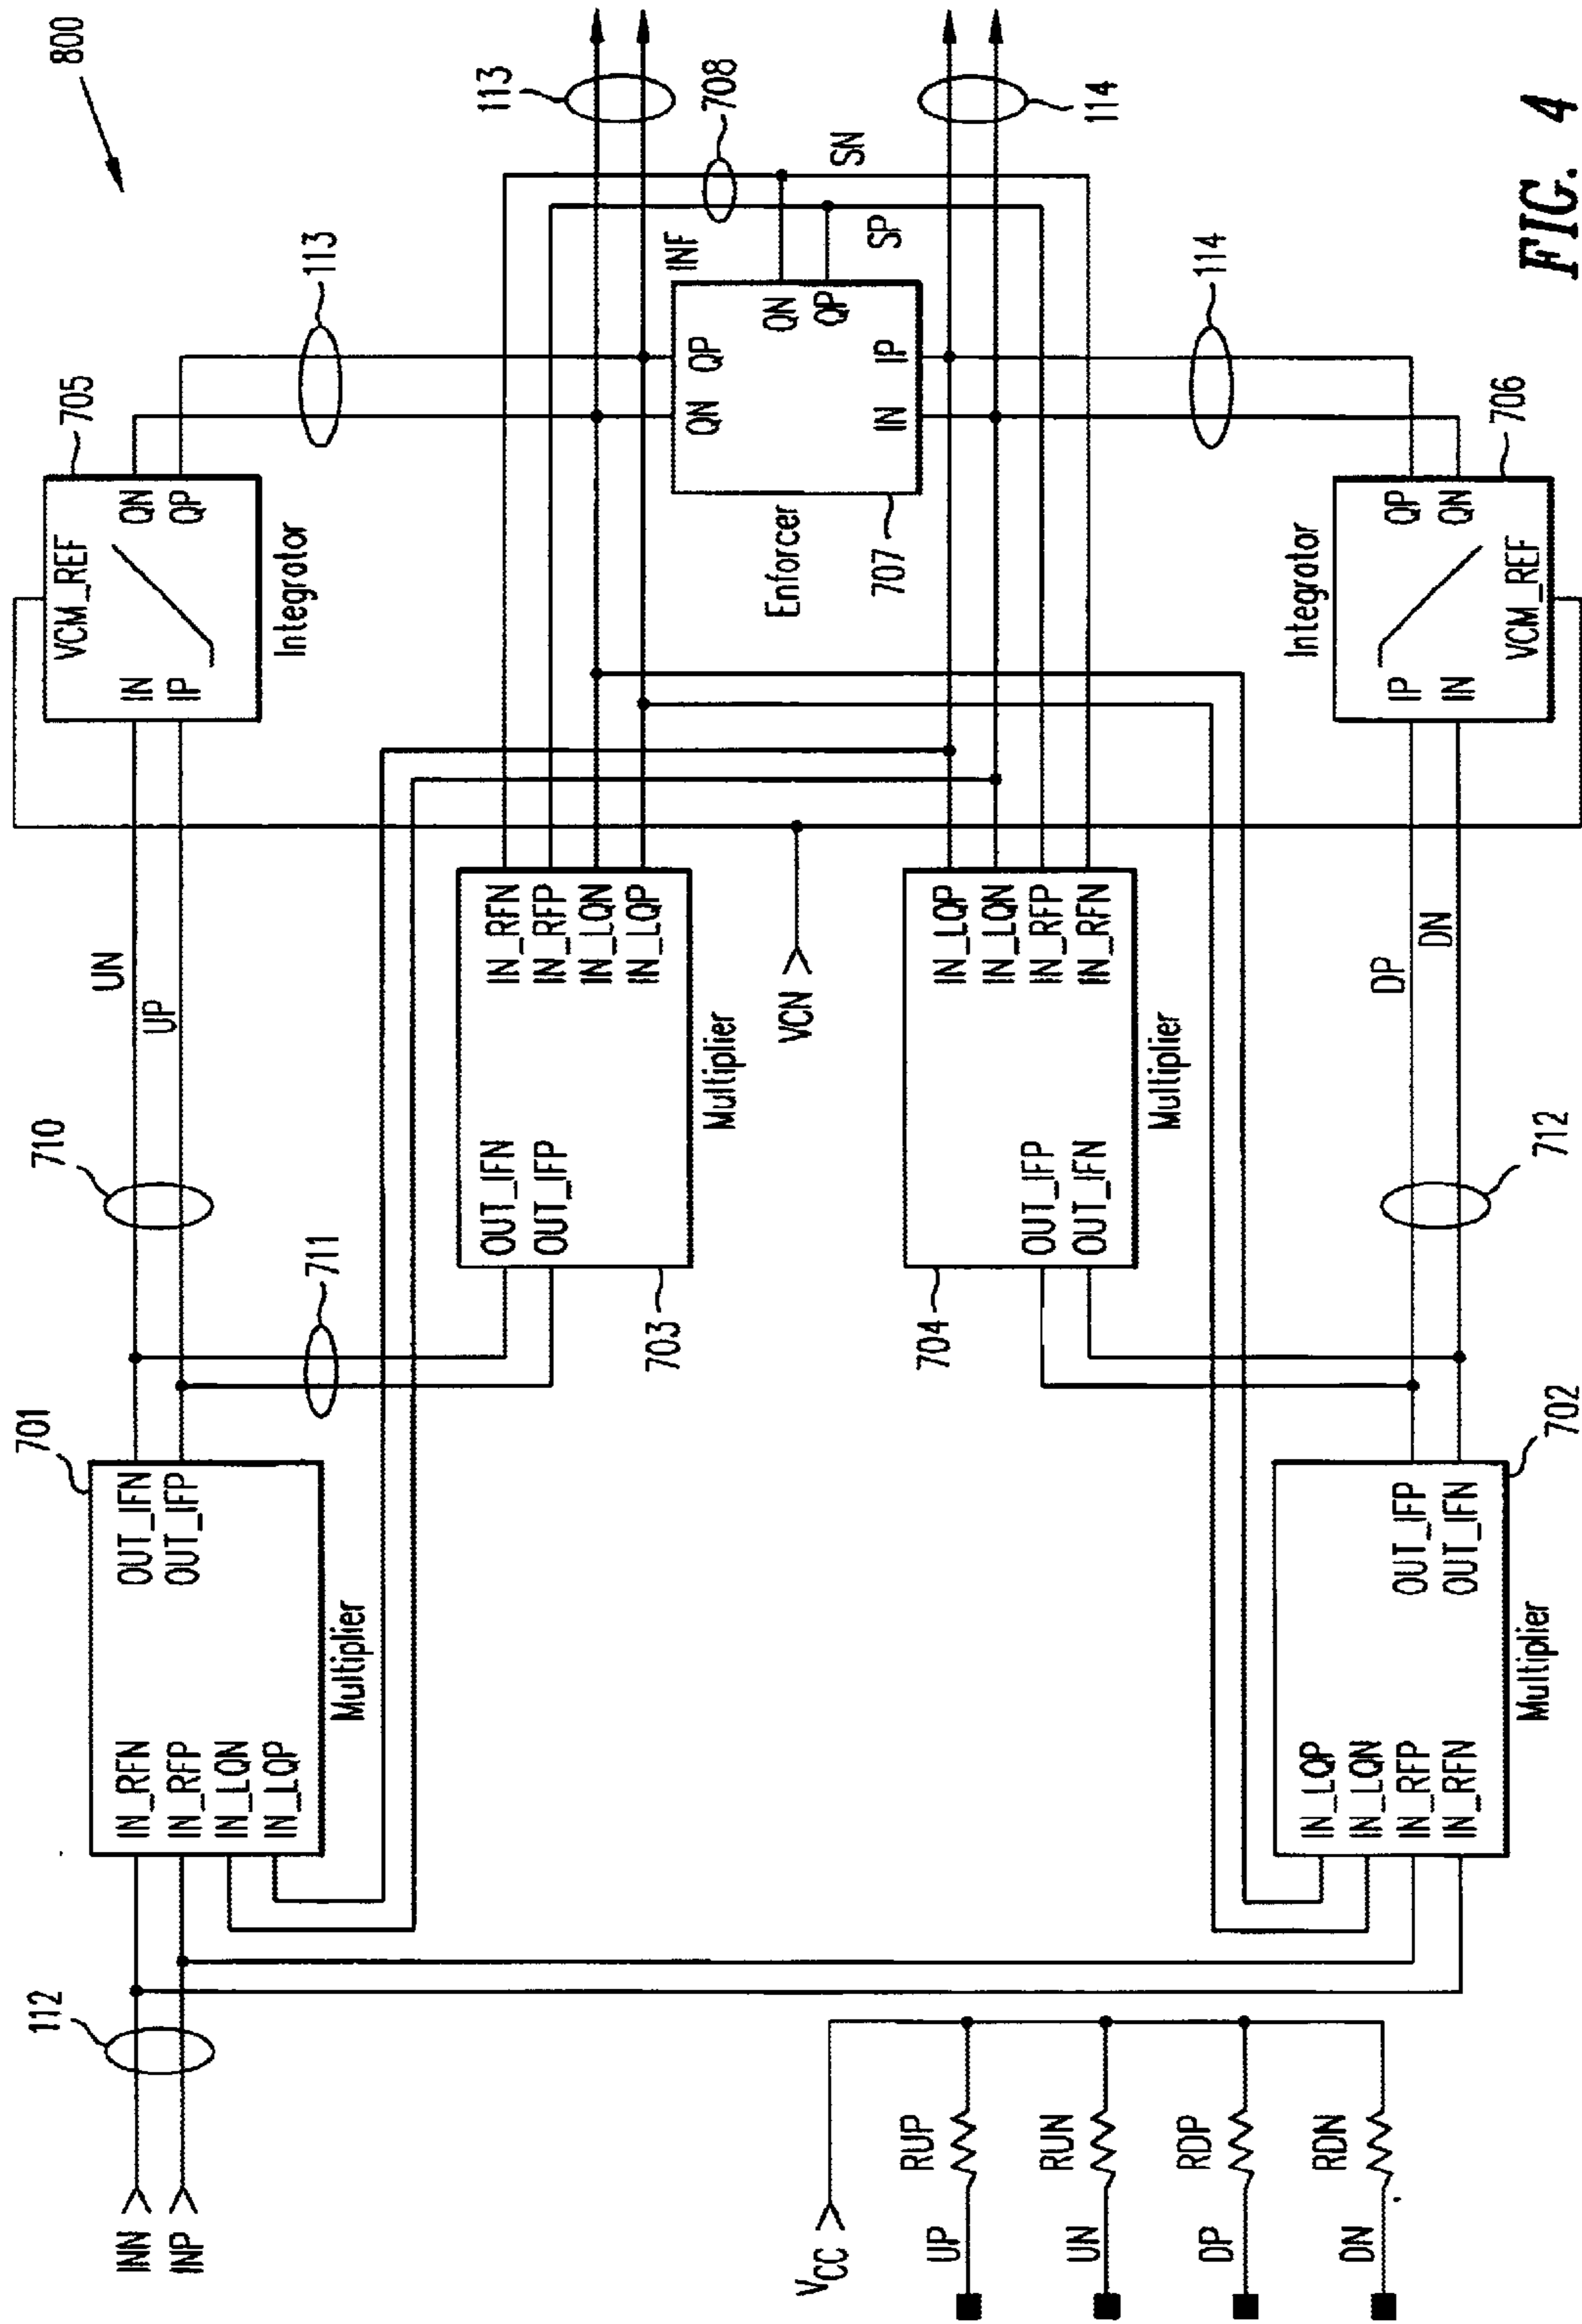 800
INN
INP
112
IN_RFN
IN_RFP
IN_LQN
IN_LQP
OUT_IFN
OUT_IFP
701
Multiplier
710
UN
UP
711
VCM_REF
IN
IP
QN
QP
705
Integrator
113
113
OUT_IFN
OUT_IFP
IN_RFN
IN_RFP
IN_LQN
IN_LQP
703
Multiplier
708
INF
QN
QP
QN
QP
IN
IP
SN
SP
Enforcer
707
VCN
OUT_IFP
OUT_IFN
IN_LQP
IN_LQN
IN_RFP
IN_RFN
704
Multiplier
114
114
IN_LQP
IN_LQN
IN_RFP
IN_RFN
OUT_IFP
OUT_IFN
702
Multiplier
712
DP
DN
Integrator
IP
IN
QP
QN
VCM_REF
706
VCC
UP
RUP
UN
RUN
DP
RDP
DN
RDN
FIG. 4